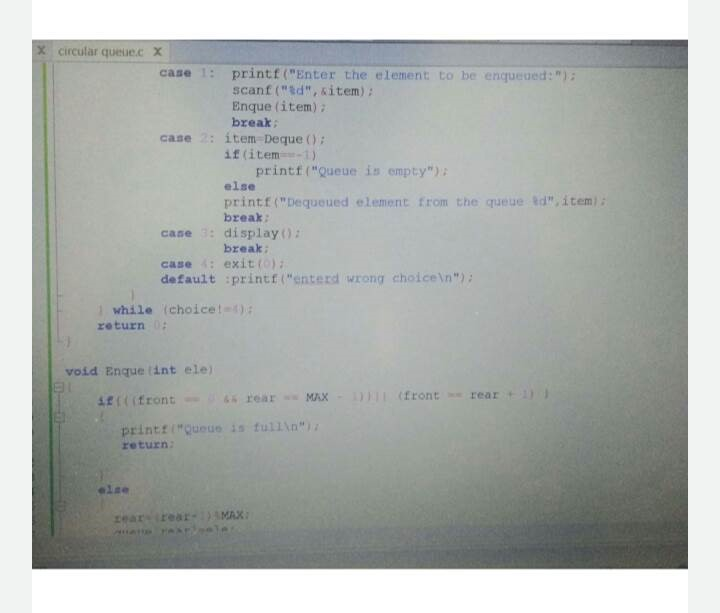 X circular queue.c X
case 1: printf("Enter the element to be enqueued:");
scanf("%d",&item);
Enque(item);
break;
case 2: item=Deque();
if(item==-1)
printf("Queue is empty");
else
printf("Dequeued element from the queue %d",item);
break;
case 3: display();
break;
case 4: exit(0);
default :printf("enterd wrong choice\n");
}
} while (choice!=4);
return 0;
}
void Enque(int ele)
{
if(((front == 0 && rear == MAX - 1))|| (front == rear + 1) )
{
printf("Queue is full\n");
return;
}
else
rear=(rear+1)%MAX;